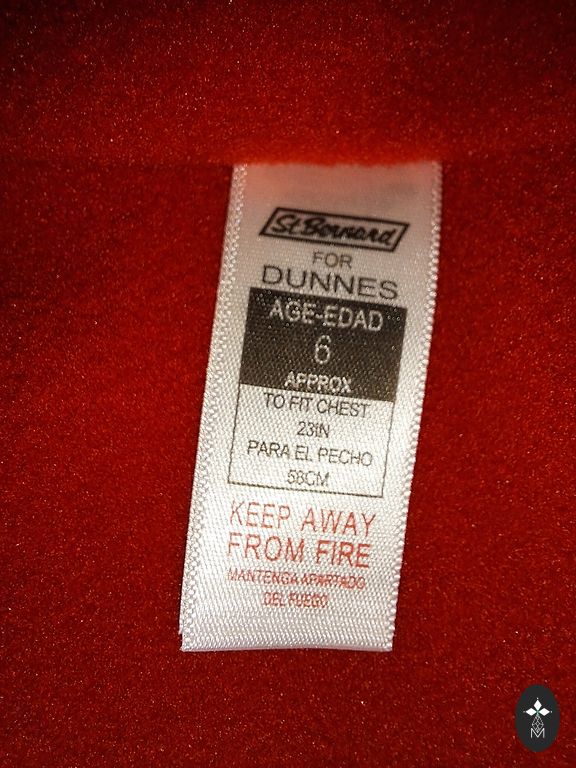 St.Bernard
FOR
DUNNES
AGE-EDAD
6
APPROX
TO FIT CHEST
23IN
PARA EL PECHO
58CM
KEEP AWAY
FROM FIRE
MANTENGA APARTADO
DEL FUEGO
M